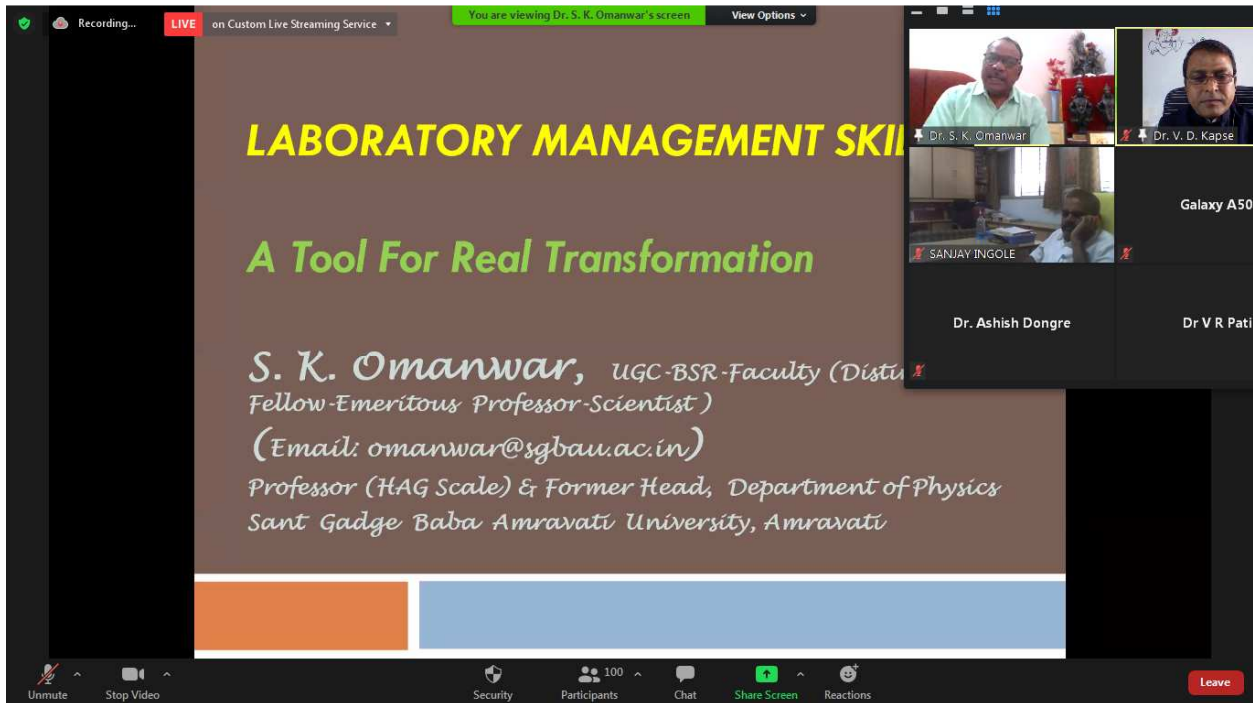 Recording...
LIVE
on Custom Live Streaming Service
You are viewing Dr. S. K. Omanwar's screen
View Options
LABORATORY MANAGEMENT
A Tool For Real Transformation
S. K. Omanwar, UGC-BSR-Faculty
Fellow-Emeritous Professor-Scientist )
(Email: omanwar@sgbau.ac.in)
Professor (HAG Scale) & Former Head, Department of Physics
Sant Gadge Baba Amravati University, Amravati
Dr. S. K. Omanwar
Dr. V. D. Kapse
SANJAY INGOLE
Galaxy A50
Dr. Ashish Dongre
Dr V R Pati
Unmute
Stop Video
Security
Participants
100
Chat
Share Screen
Reactions
Leave